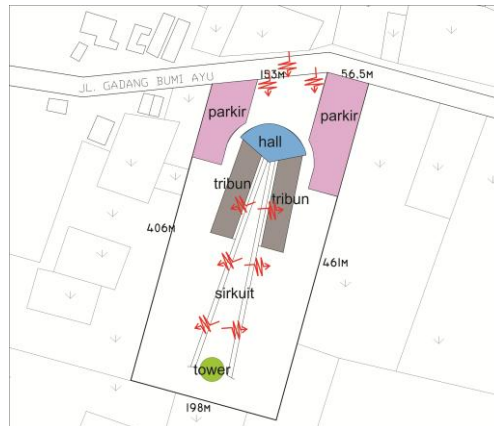 153M
56.5M
JL. GADANG BUMI AYU
parkir
parkir
hall
tribun
tribun
406M
461M
sirkuit
tower
198M